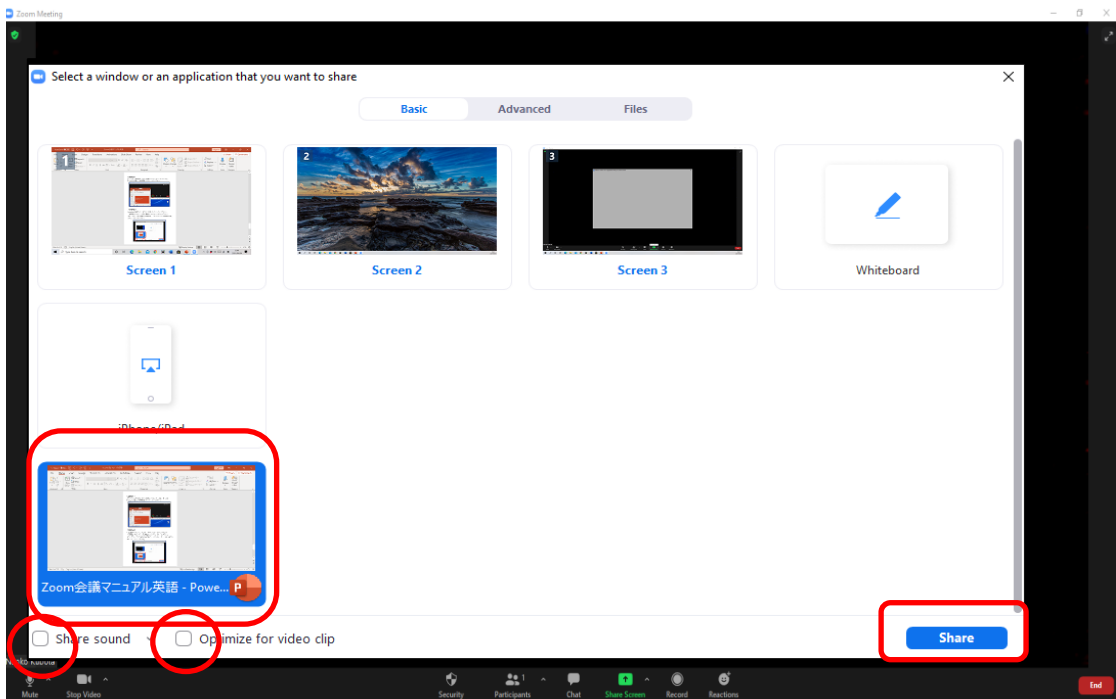 Zoom Meeting
Select a window or an application that you want to share
Basic Advanced Files
1
2
3
Screen 1
Screen 2
Screen 3
Whiteboard
iPhone/iPad
Zoom会議マニュアル英語 - Powe...
P
Share sound
Optimize for video clip
Share
Kubota
Mute
Stop Video
Security
Participants
1
Chat
Share Screen
Record
Reactions
End